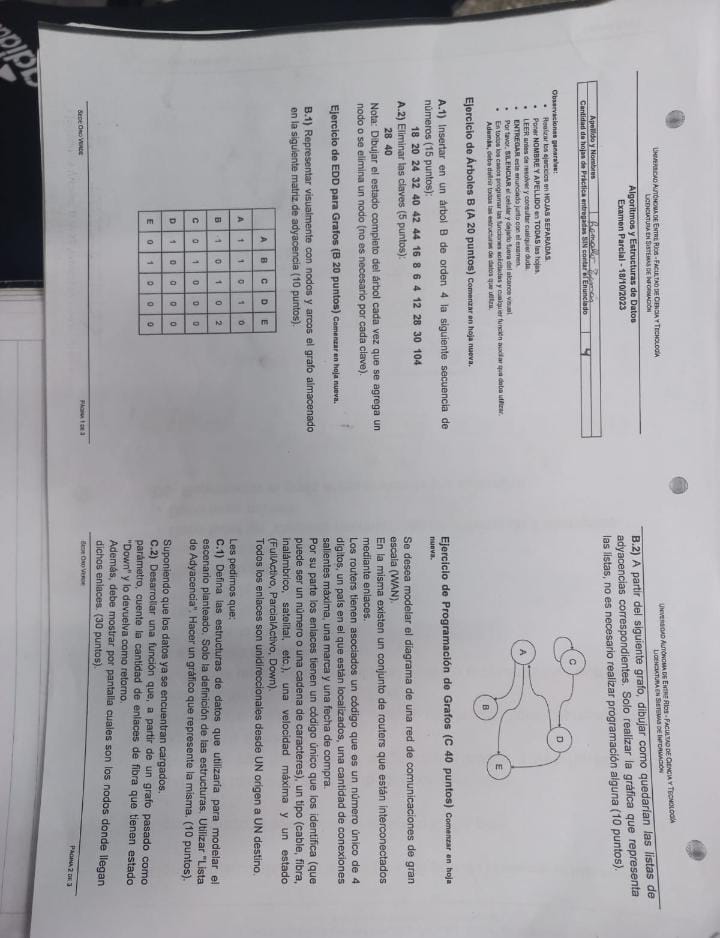 UNIVERSIDAD AUTÓNOMA DE ENTRE RÍOS - FACULTAD DE CIENCIA Y TECNOLOGÍA
LICENCIATURA EN SISTEMAS DE INFORMACIÓN
Algoritmos y Estructuras de Datos
Examen Parcial - 18/10/2023
Apellido y Nombres
Cantidad de hojas de Práctica entregadas SIN contar el Enunciado 4
Observaciones generales:
• Realizar los ejercicios en HOJAS SEPARADAS.
• Poner NOMBRE Y APELLIDO en TODAS las hojas.
• LEER antes de resolver y consultar cualquier duda.
• ENTREGAR este enunciado junto con el examen.
• Por favor, SILENCIAR el celular y dejarlo fuera del alcance visual.
• En todos los casos programar las funciones solicitadas y cualquier función auxiliar que deba utilizar.
Además, debe definir todas las estructuras de datos que utiliza.
Ejercicio de Árboles B (A 20 puntos) Comenzar en hoja nueva.
A.1) Insertar en un árbol B de orden 4 la siguiente secuencia de
números (15 puntos):
18 20 24 32 40 42 44 16 8 6 4 12 28 30 104
A.2) Eliminar las claves (5 puntos):
28 40
Nota: Dibujar el estado completo del árbol cada vez que se agrega un
nodo o se elimina un nodo (no es necesario por cada clave).
Ejercicio de EDD para Grafos (B 20 puntos) Comenzar en hoja nueva.
B.1) Representar visualmente con nodos y arcos el grafo almacenado
en la siguiente matriz de adyacencia (10 puntos).
A B C D E
A 1 1 0 1 0
B 1 0 1 0 2
C 0 1 0 0 0
D 1 0 0 0 0
E 0 1 0 0 0
SEDE ORO VERDE PÁGINA 1 DE 3
UNIVERSIDAD AUTÓNOMA DE ENTRE RÍOS - FACULTAD DE CIENCIA Y TECNOLOGÍA
LICENCIATURA EN SISTEMAS DE INFORMACIÓN
B.2) A partir del siguiente grafo, dibujar como quedarían las listas de
adyacencias correspondientes. Solo realizar la gráfica que representa
las listas, no es necesario realizar programación alguna (10 puntos).
C
D
A
E
B
Ejercicio de Programación de Grafos (C 40 puntos) Comenzar en hoja
nueva.
Se desea modelar el diagrama de una red de comunicaciones de gran
escala (WAN).
En la misma existen un conjunto de routers que están interconectados
mediante enlaces.
Los routers tienen asociados un código que es un número único de 4
dígitos, un país en el que están localizados, una cantidad de conexiones
salientes máxima, una marca y una fecha de compra.
Por su parte los enlaces tienen un código único que los identifica (que
puede ser un número o una cadena de caracteres), un tipo (cable, fibra,
inalámbrico, satelital, etc.), una velocidad máxima y un estado
(FullActivo, ParcialActivo, Down).
Todos los enlaces son unidireccionales desde UN origen a UN destino.
Les pedimos que:
C.1) Defina las estructuras de datos que utilizaría para modelar el
escenario planteado. Solo la definición de las estructuras. Utilizar "Lista
de Adyacencia". Hacer un gráfico que represente la misma. (10 puntos).
Suponiendo que los datos ya se encuentran cargados.
C.2) Desarrollar una función que, a partir de un grafo pasado como
parámetro, cuente la cantidad de enlaces de fibra que tienen estado
"Down" y lo devuelva como retorno.
Además, debe mostrar por pantalla cuales son los nodos donde llegan
dichos enlaces. (30 puntos).
SEDE ORO VERDE PÁGINA 2 DE 3